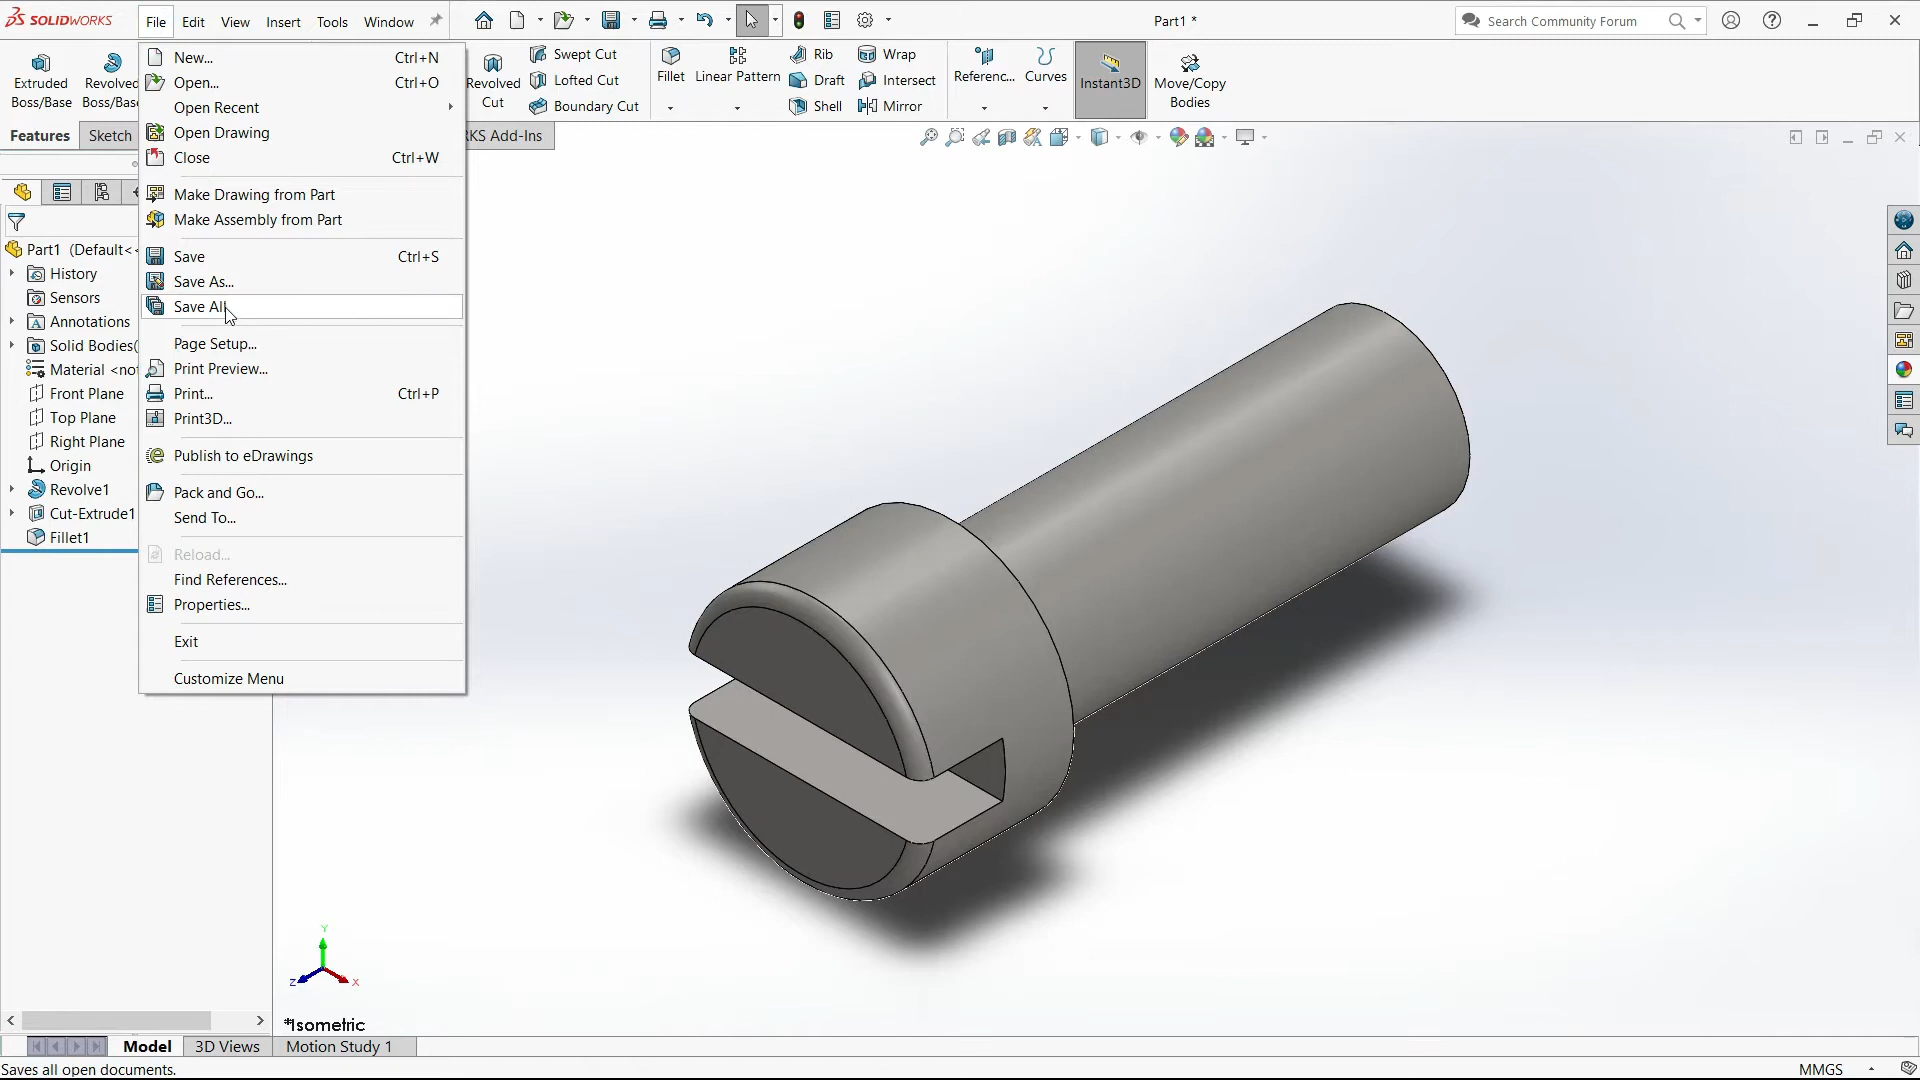 SOLIDWORKS
File Edit View Insert Tools Window
Part1 *
Search Community Forum
Extruded Boss/Base
Revolved
Boss/Bas
Revolved Cut
Swept Cut
Lofted Cut
Boundary Cut
Fillet
Linear Pattern
Rib
Draft
Shell
Wrap
Intersect
Mirror
Referenc...
Curves
Instant3D
Move/Copy Bodies
Features
Sketch
RKS Add-Ins
New... Ctrl+N
Open... Ctrl+O
Open Recent
Open Drawing
Close Ctrl+W
Make Drawing from Part
Make Assembly from Part
Save Ctrl+S
Save As...
Save All
Page Setup...
Print Preview...
Print... Ctrl+P
Print3D...
Publish to eDrawings
Pack and Go...
Send To...
Reload...
Find References...
Properties...
Exit
Customize Menu
Part1 (Default<<
History
Sensors
Annotations
Solid Bodies(
Material <not
Front Plane
Top Plane
Right Plane
Origin
Revolve1
Cut-Extrude1
Fillet1
Y
Z
X
*Isometric
Model
3D Views
Motion Study 1
Saves all open documents.
MMGS